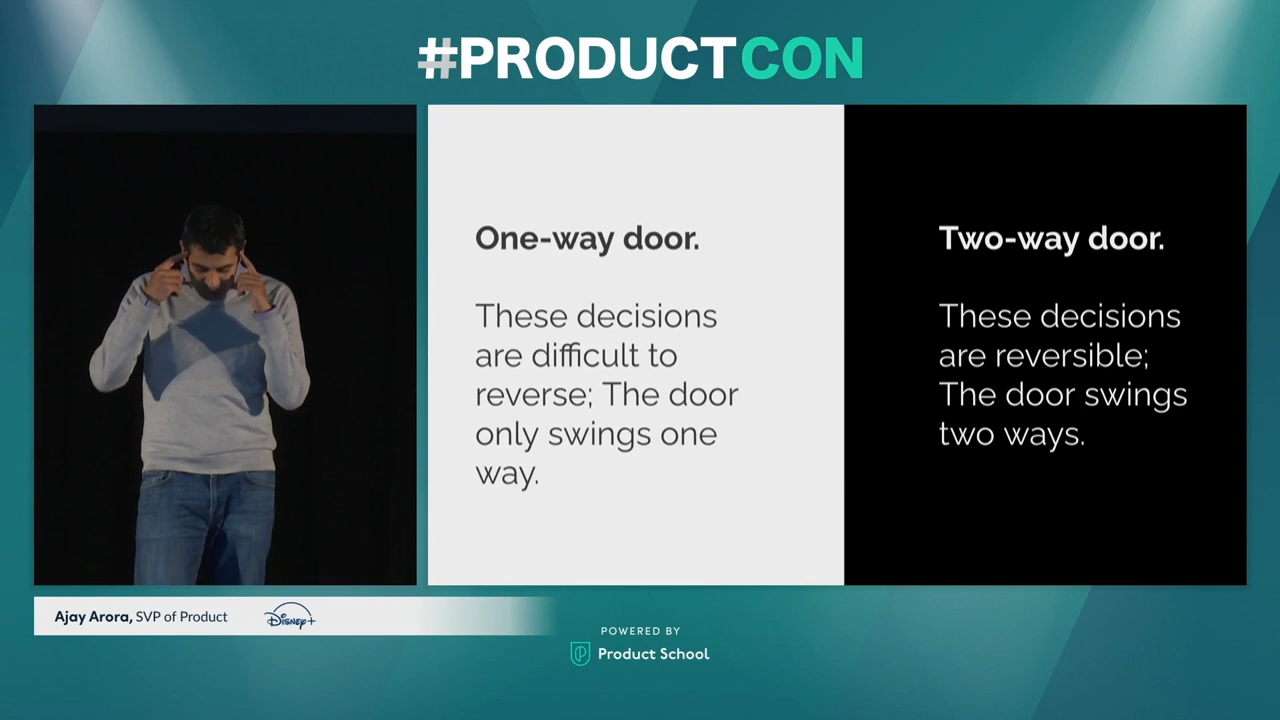 #PRODUCTCON
One-way door.
These decisions
are difficult to
reverse; The door
only swings one
way.
Two-way door.
These decisions
are reversible;
The door swings
two ways.
Ajay Arora, SVP of Product
Disney+
POWERED BY
Product School